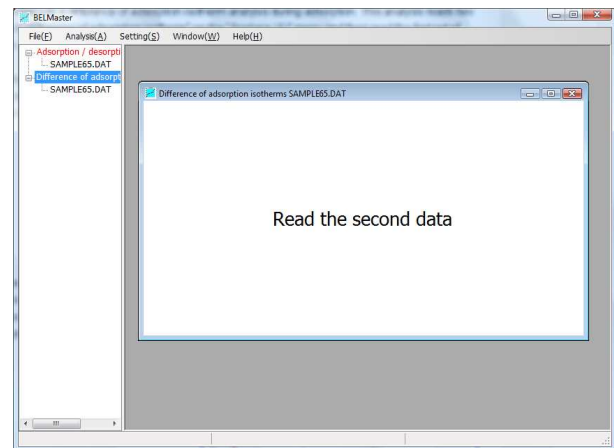 BELMaster
File(F) Analysis(A) Setting(S) Window(W) Help(H)
Adsorption / desorpti
SAMPLE65.DAT
Difference of adsorpt
SAMPLE65.DAT
Difference of adsorption isotherms SAMPLE65.DAT
Read the second data